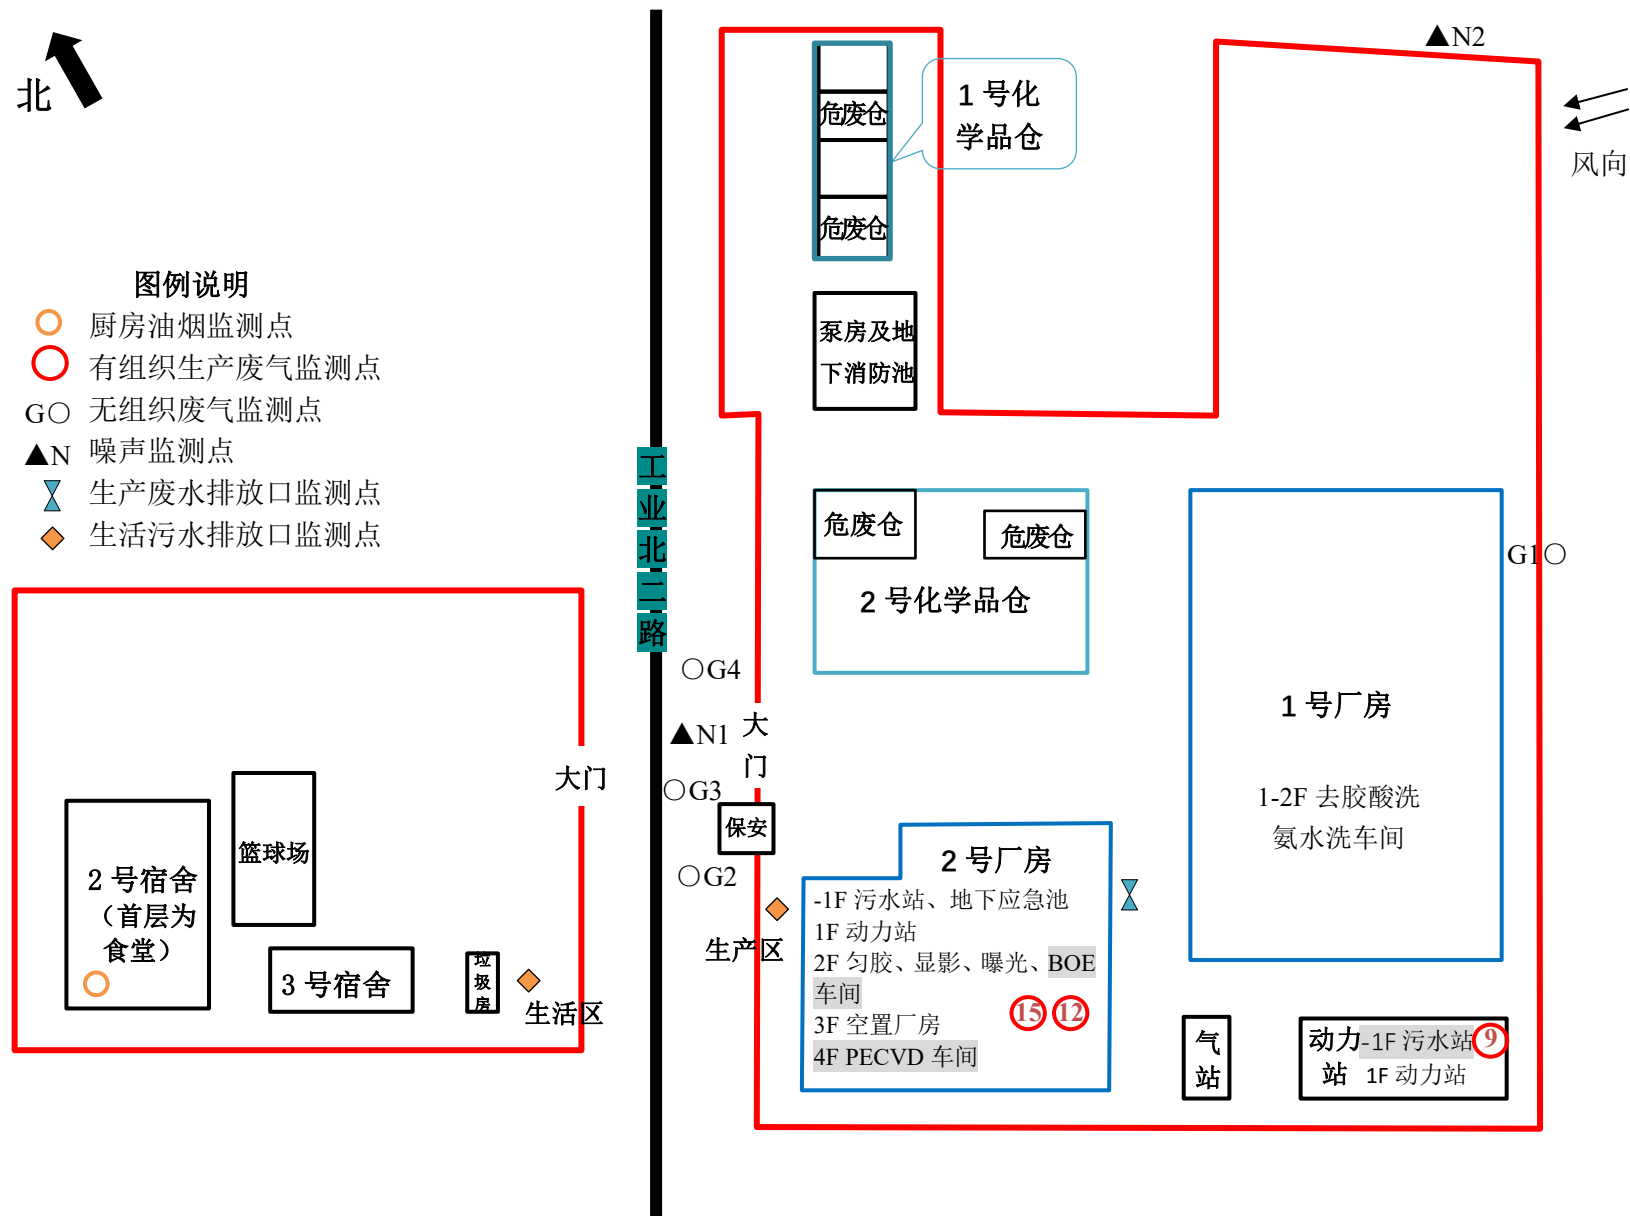 北
▲N2
1 号化
学品仓
风向
危废仓
危废仓
图例说明
厨房油烟监测点
有组织生产废气监测点
G○ 无组织废气监测点
▲N 噪声监测点
生产废水排放口监测点
生活污水排放口监测点
泵房及地
下消防池
工
业
北
二
路
危废仓
危废仓
2 号化学品仓
G1○
○G4
▲N1
大
门
○G3
保安
○G2
生产区
大门
1 号厂房
1-2F 去胶酸洗
氨水洗车间
2 号宿舍
（首层为
食堂）
篮球场
3 号宿舍
垃
圾
房
生活区
2 号厂房
-1F 污水站、地下应急池
1F 动力站
2F 匀胶、显影、曝光、BOE
车间
3F 空置厂房
4F PECVD 车间
15
12
气
站
动力
站
-1F 污水站
1F 动力站
9